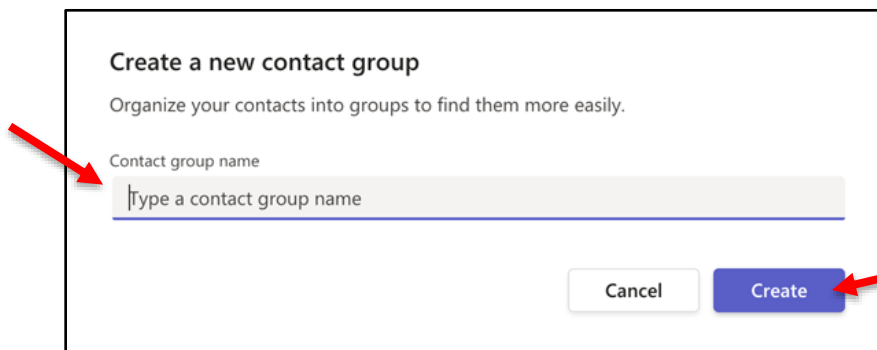 Create a new contact group
Organize your contacts into groups to find them more easily.
Contact group name
Type a contact group name
Cancel Create